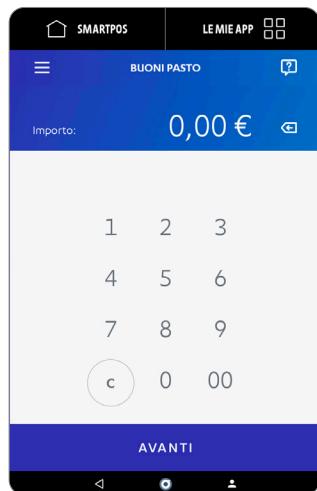 SMARTPOS LE MIE APP
BUONI PASTO ?
Importo: 0,00 €
1 2 3
4 5 6
7 8 9
C 0 00
AVANTI